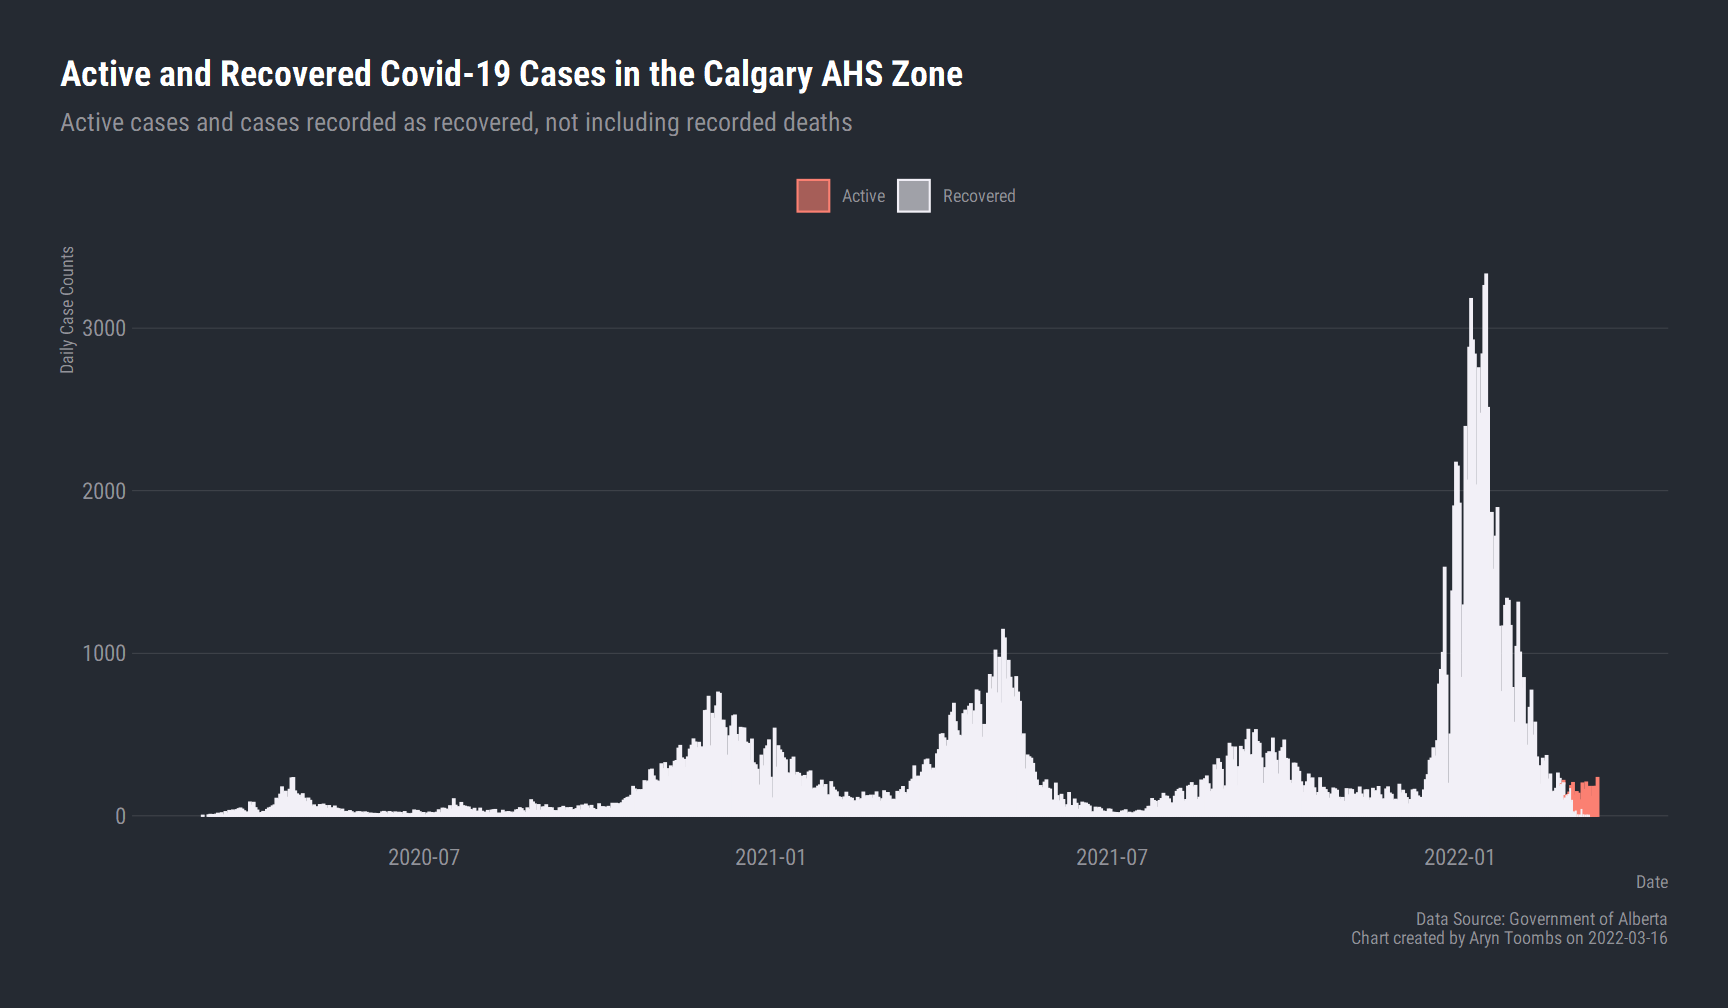 Active and Recovered Covid-19 Cases in the Calgary AHS Zone
Active cases and cases recorded as recovered, not including recorded deaths
Active
Recovered
Daily Case Counts
3000
2000
1000
0
2020-07
2021-01
2021-07
2022-01
Date
Data Source: Government of Alberta
Chart created by Aryn Toombs on 2022-03-16